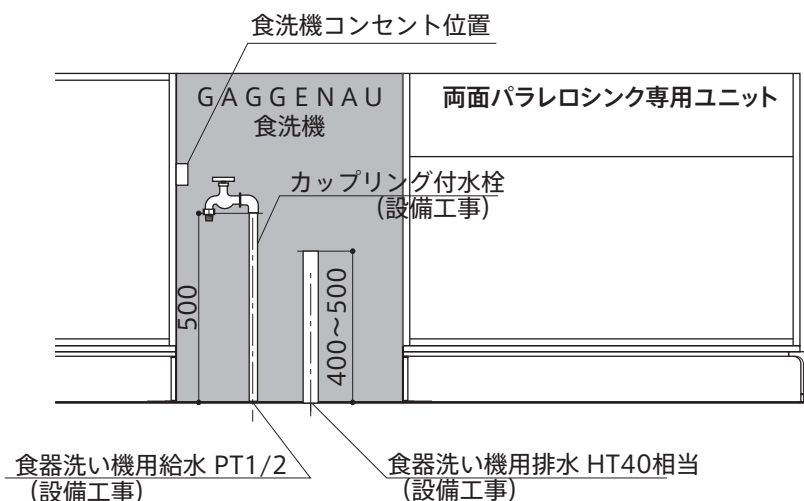 食洗機コンセント位置
GAGGENAU
食洗機
両面パラレロシンク専用ユニット
カップリング付水栓
(設備工事)
500
400〜500
食器洗い機用給水 PT1/2
(設備工事)
食器洗い機用排水 HT40相当
(設備工事)